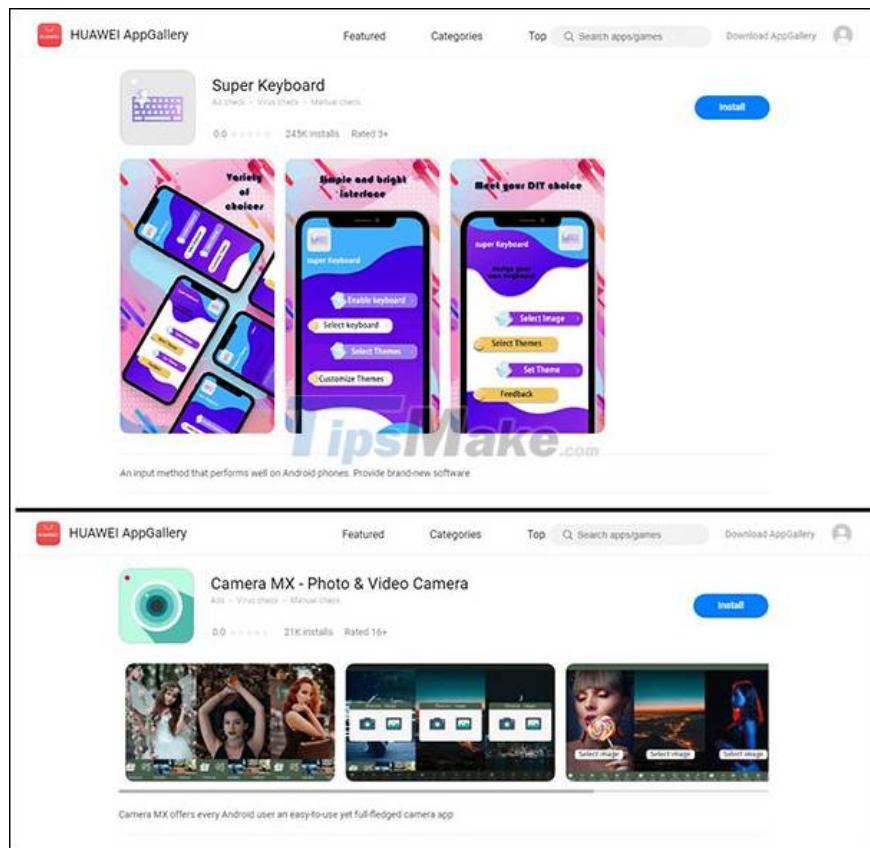 HUAWEI AppGallery
Featured
Categories
Top
Search apps/games
Download AppGallery
HUAWEI
Super Keyboard
Ad check - Virus check - Manual check
Install
0.0
245K installs
Rated 3+
Variety
of
choices
Simple and bright
interface
super Keyboard
Enable keyboard
Select keyboard
Select Themes
Customize Themes
Meet your DIY choice
super Keyboard
design your
own keyboard
Select Image
Select Themes
Set Theme
Feedback
TipsMake.com
An input method that performs well on Android phones. Provide brand-new software
HUAWEI AppGallery
Featured
Categories
Top
Search apps/games
Download AppGallery
HUAWEI
Camera MX - Photo & Video Camera
Ads - Virus check - Manual check
Install
0.0
21K installs
Rated 16+
Select image
Select image
Select image
Camera MX offers every Android user an easy-to-use yet full-fledged camera app